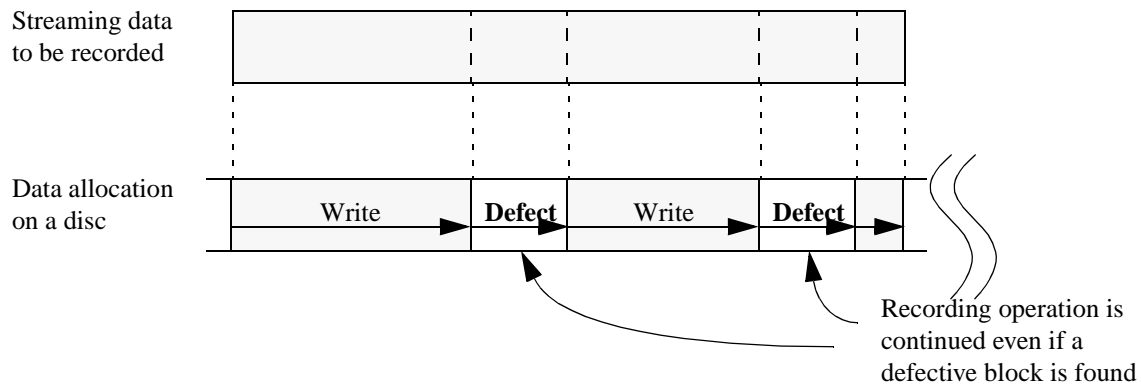 Streaming data
to be recorded
Data allocation
on a disc
Write
Defect
Write
Defect
Recording operation is
continued even if a
defective block is found